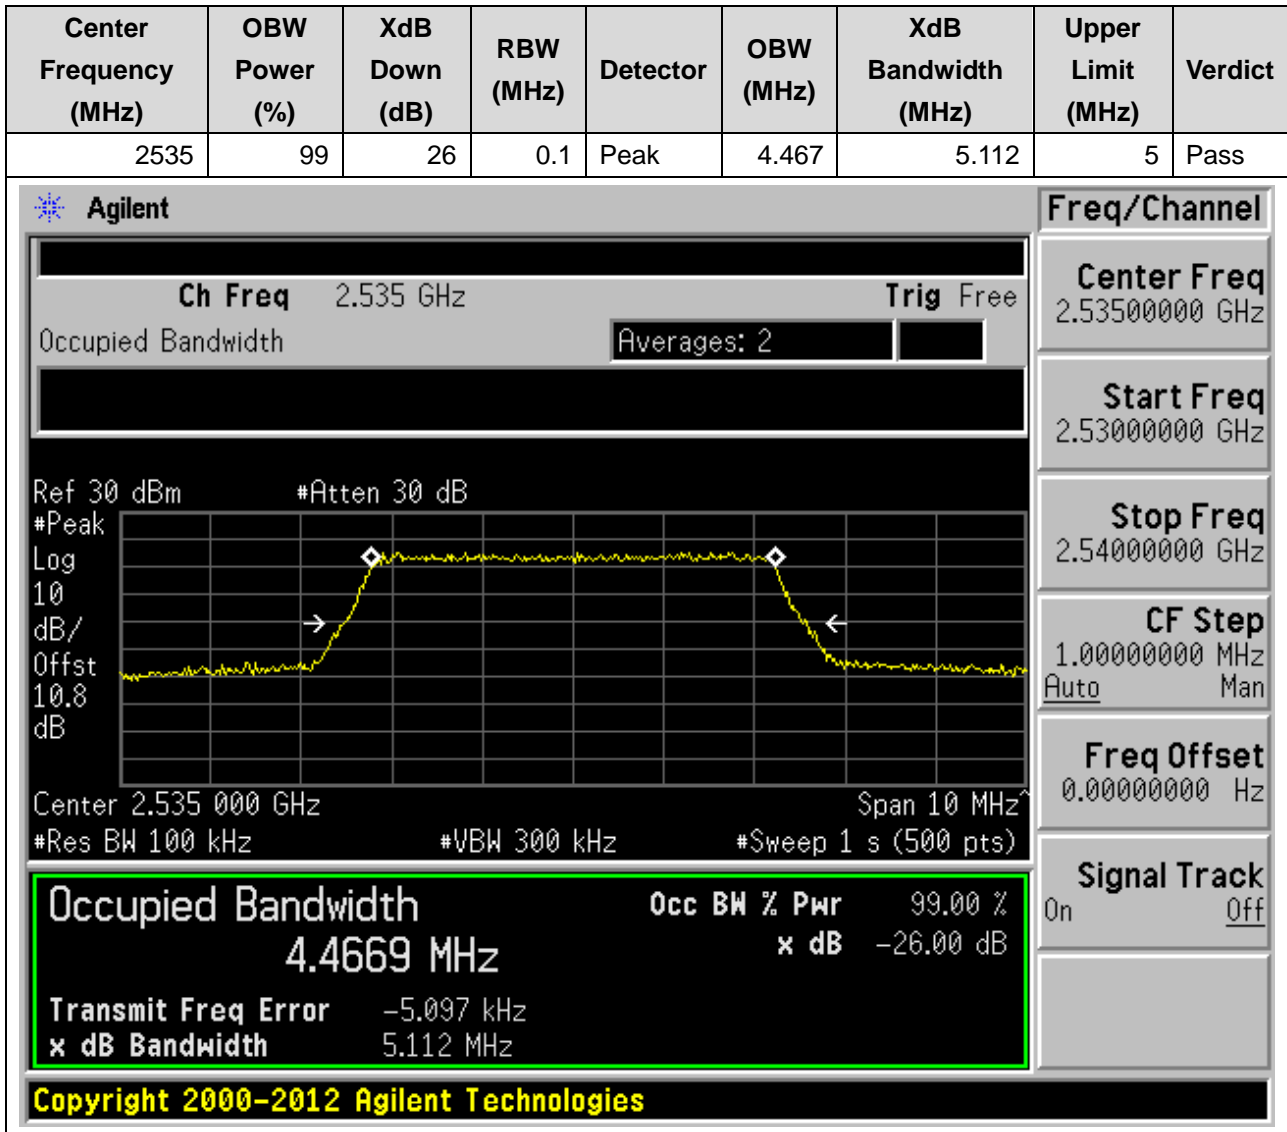 Center Frequency (MHz) OBW Power (%) XdB Down (dB) RBW (MHz) Detector OBW (MHz) XdB Bandwidth (MHz) Upper Limit (MHz) Verdict
2535 99 26 0.1 Peak 4.467 5.112 5 Pass
Agilent
Freq/Channel
Ch Freq 2.535 GHz Trig Free
Occupied Bandwidth Averages: 2
Center Freq
2.53500000 GHz
Start Freq
2.53000000 GHz
Stop Freq
2.54000000 GHz
CF Step
1.00000000 MHz
Auto Man
Freq Offset
0.00000000 Hz
Signal Track
On Off
Ref 30 dBm #Atten 30 dB
#Peak
Log
10
dB/
Offst
10.8
dB
Center 2.535 000 GHz Span 10 MHz^
#Res BW 100 kHz #VBW 300 kHz #Sweep 1 s (500 pts)
Occupied Bandwidth Occ BW % Pwr 99.00 %
4.4669 MHz x dB -26.00 dB
Transmit Freq Error -5.097 kHz
x dB Bandwidth 5.112 MHz
Copyright 2000-2012 Agilent Technologies